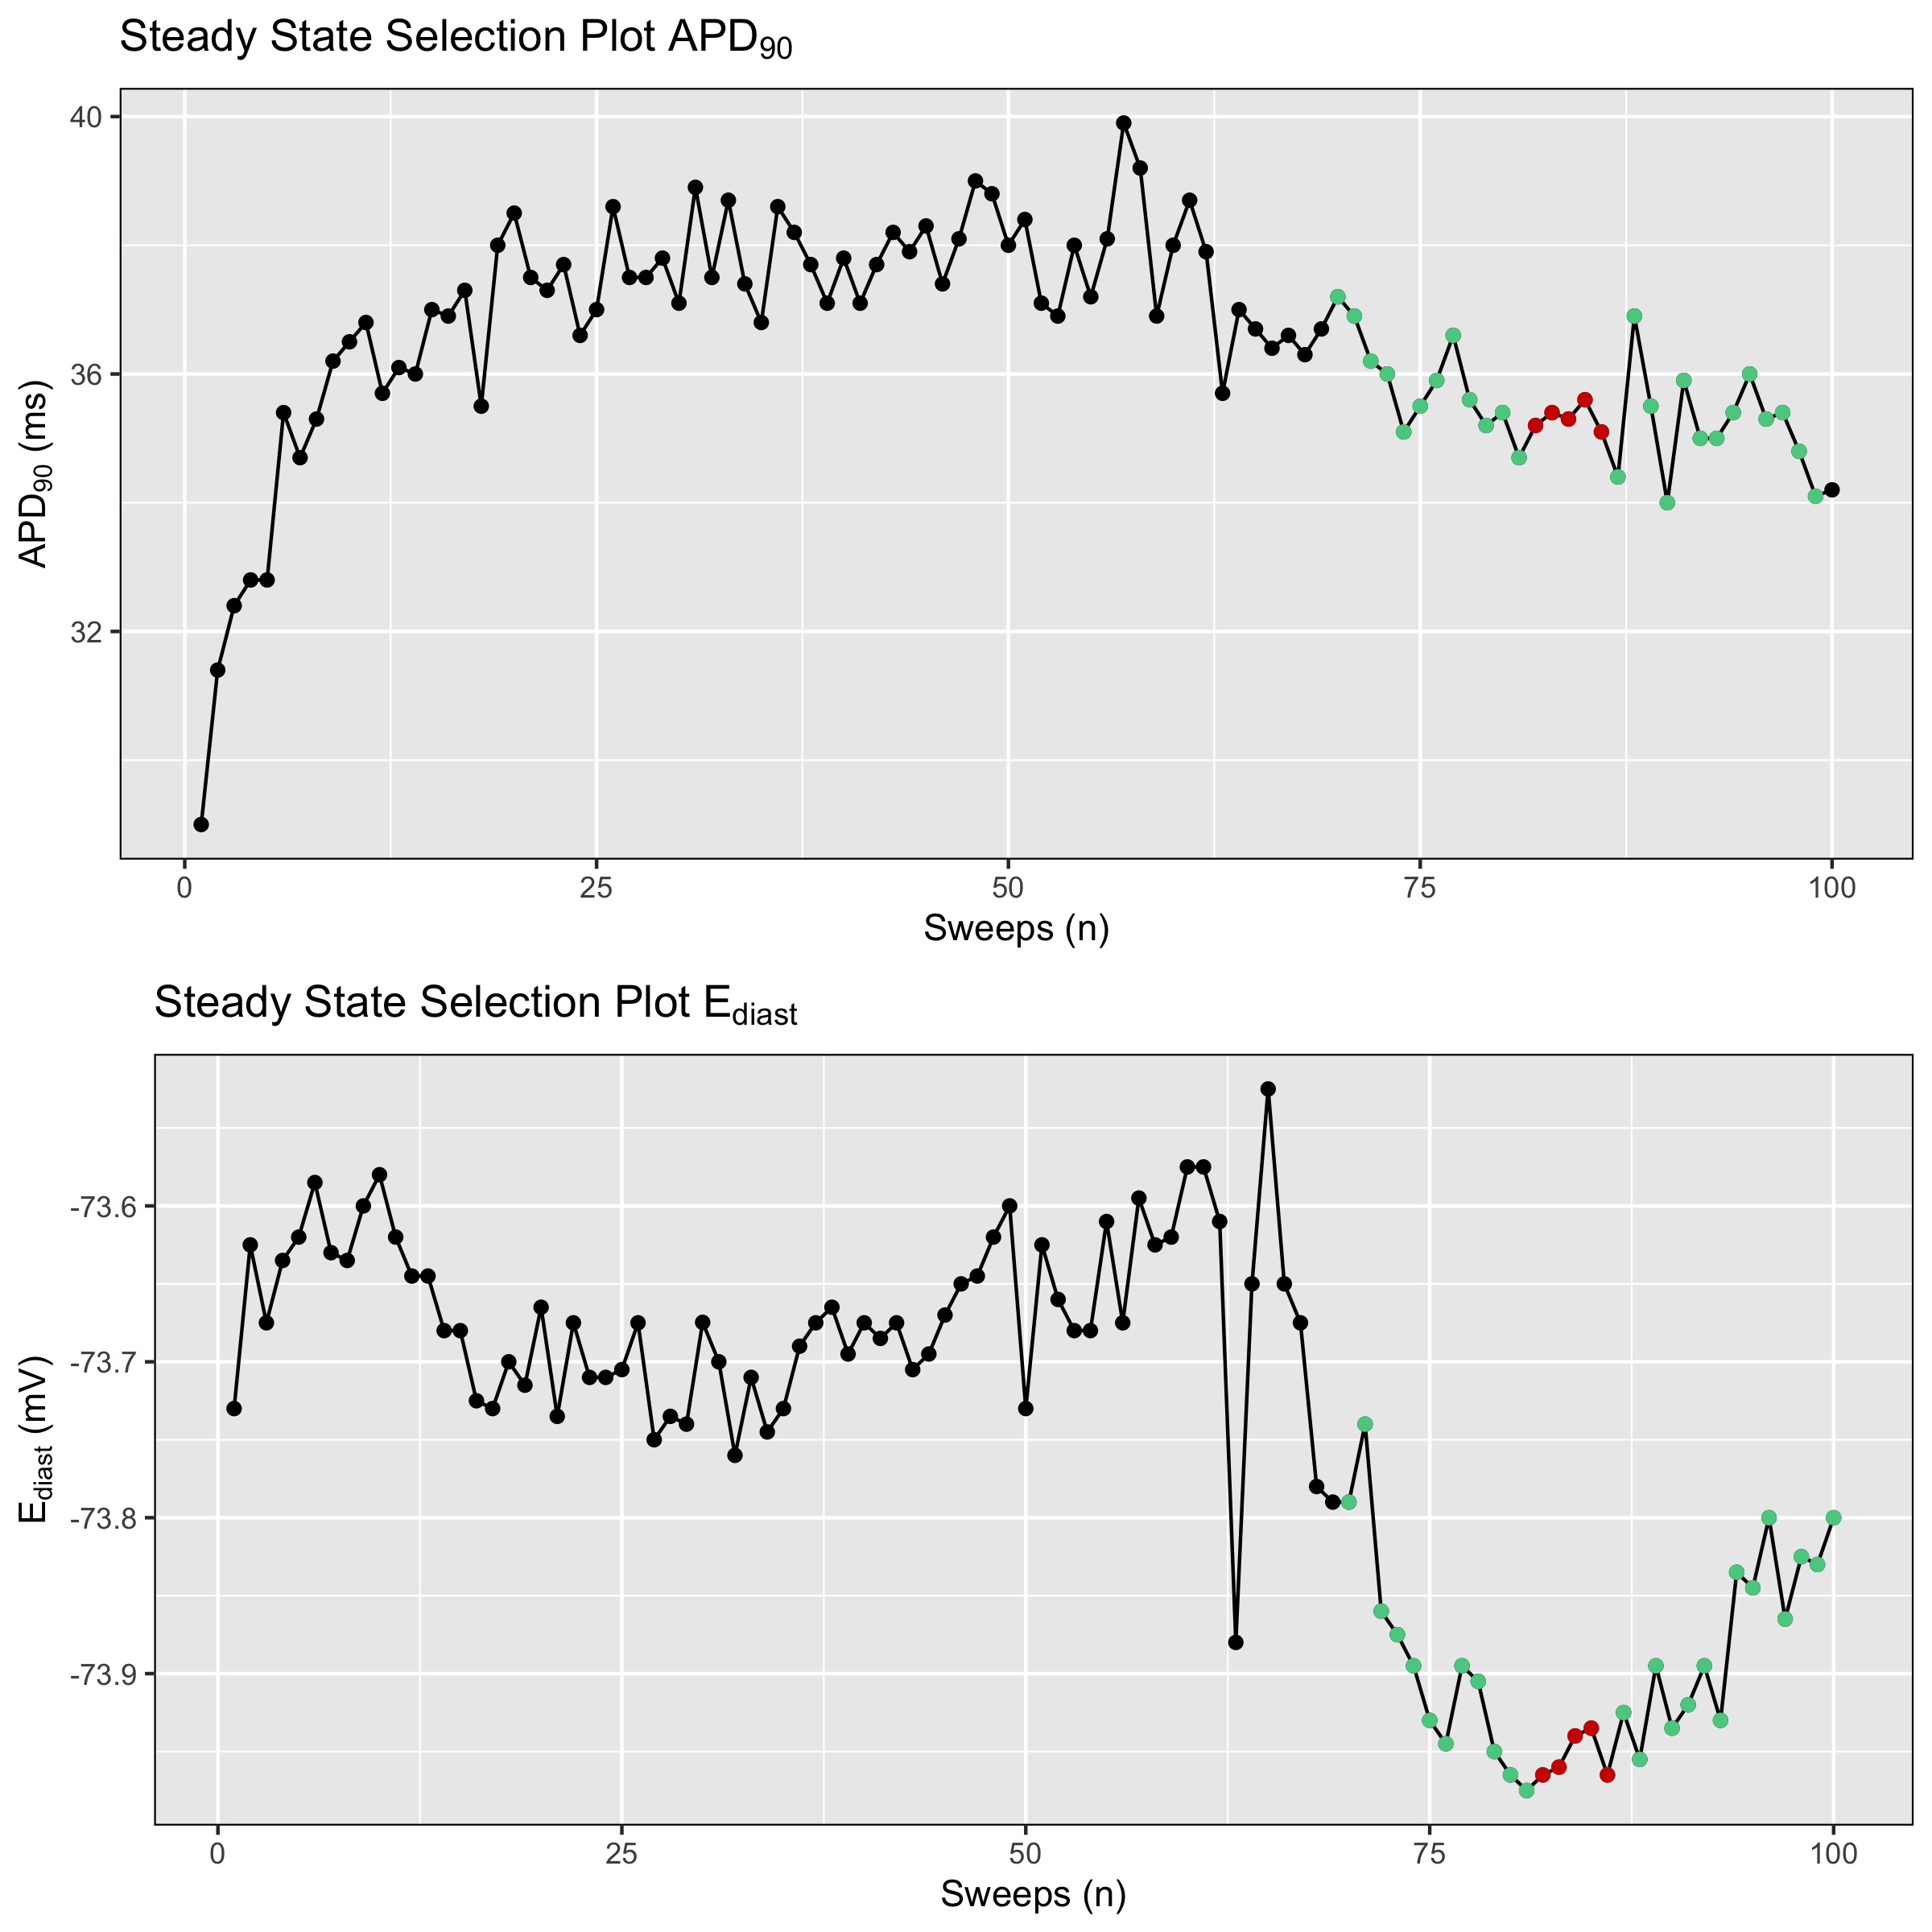 Steady State Selection Plot APD90
40
36
32
APD90 (ms)
0 25 50 75 100
Sweeps (n)
Steady State Selection Plot Ediast
-73.6
-73.7
-73.8
-73.9
Ediast (mV)
0 25 50 75 100
Sweeps (n)